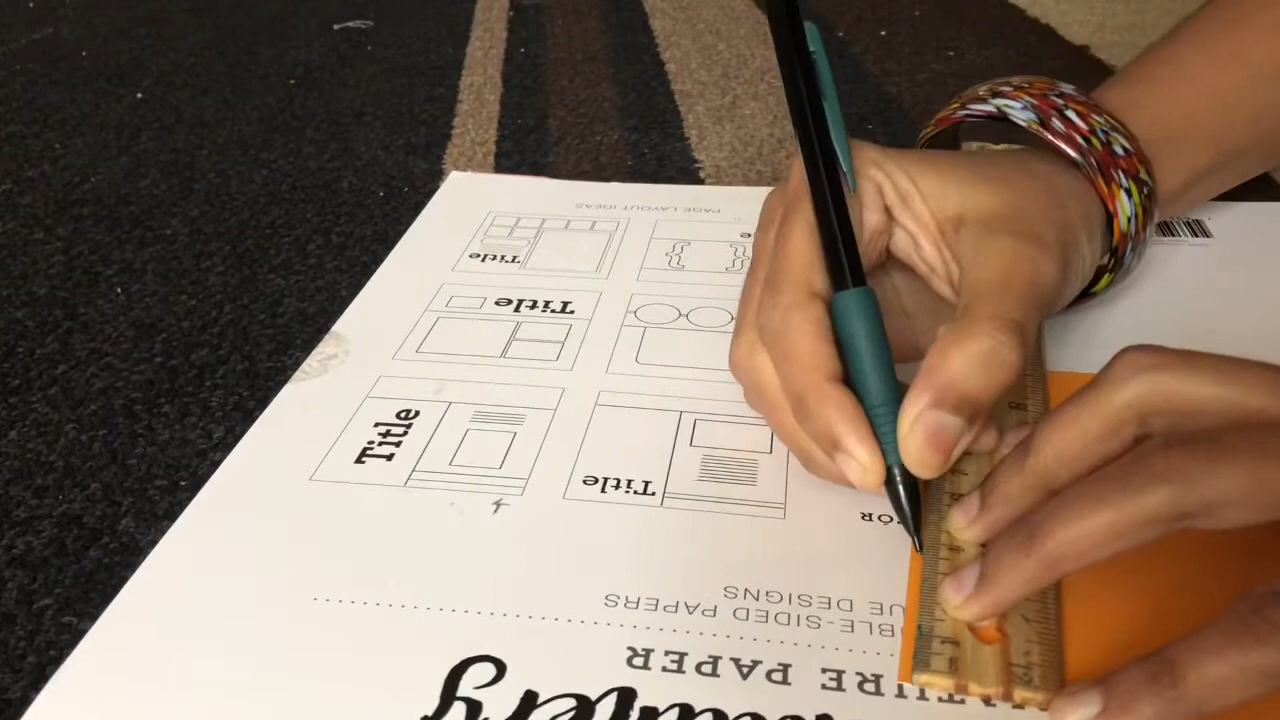 ATURE PAPER
BLE-SIDED PAPERS
UE DESIGNS
Title
Title
Title
Title
PAGE LAYOUT IDEAS